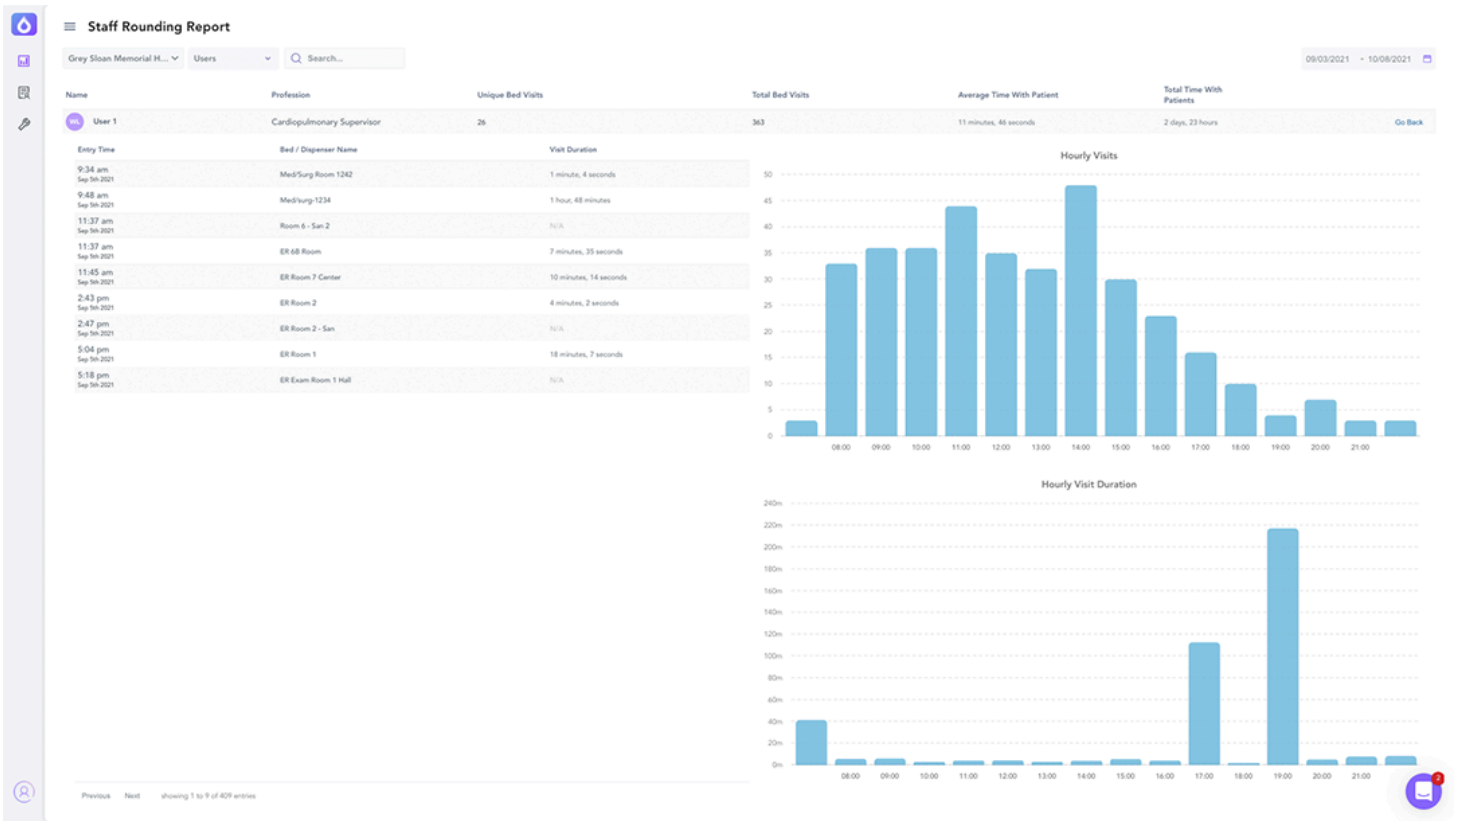 Staff Rounding Report
Grey Sloan Memorial H... Users Search... 09/03/2021 - 10/08/2021
Name Profession Unique Bed Visits Total Bed Visits Average Time With Patient Total Time With Patients
WL User 1 Cardiopulmonary Supervisor 26 363 11 minutes, 46 seconds 2 days, 23 hours Go Back
Entry Time Bed / Dispenser Name Visit Duration
9:34 am Med/Surg Room 1242 1 minute, 4 seconds
Sep 5th 2021
9:48 am Med/surg-1234 1 hour, 48 minutes
Sep 5th 2021
11:37 am Room 6 - San 2 N/A
Sep 5th 2021
11:37 am ER 6B Room 7 minutes, 35 seconds
Sep 5th 2021
11:45 am ER Room 7 Center 10 minutes, 14 seconds
Sep 5th 2021
2:43 pm ER Room 2 4 minutes, 2 seconds
Sep 5th 2021
2:47 pm ER Room 2 - San N/A
Sep 5th 2021
5:04 pm ER Room 1 18 minutes, 7 seconds
Sep 5th 2021
5:18 pm ER Exam Room 1 Hall N/A
Sep 5th 2021
Hourly Visits
50
45
40
35
30
25
20
15
10
5
0
08:00 09:00 10:00 11:00 12:00 13:00 14:00 15:00 16:00 17:00 18:00 19:00 20:00 21:00
Hourly Visit Duration
240m
220m
200m
180m
160m
140m
120m
100m
80m
60m
40m
20m
0m
08:00 09:00 10:00 11:00 12:00 13:00 14:00 15:00 16:00 17:00 18:00 19:00 20:00 21:00
Previous Next showing 1 to 9 of 409 entries
2